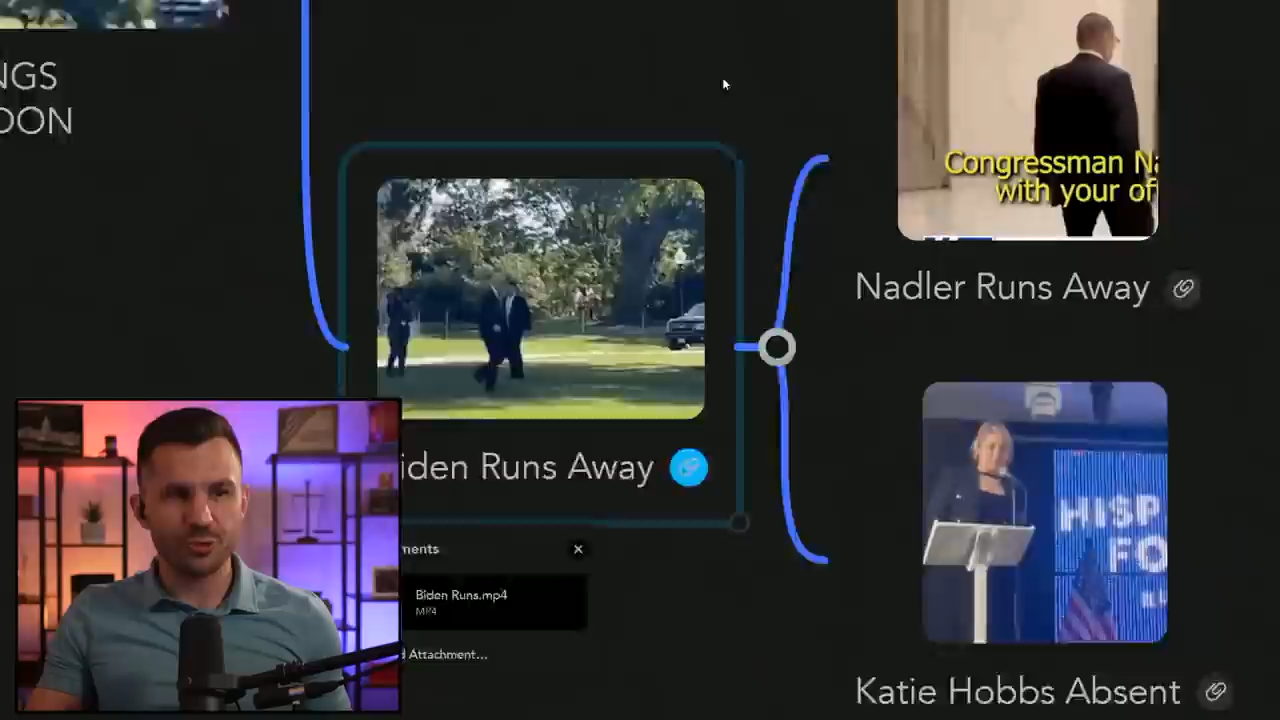 NGS
DON
Congressman Na
with your of
Nadler Runs Away
iden Runs Away
ments
Biden Runs.mp4
MP4
d Attachment...
HISP
FO
Katie Hobbs Absent